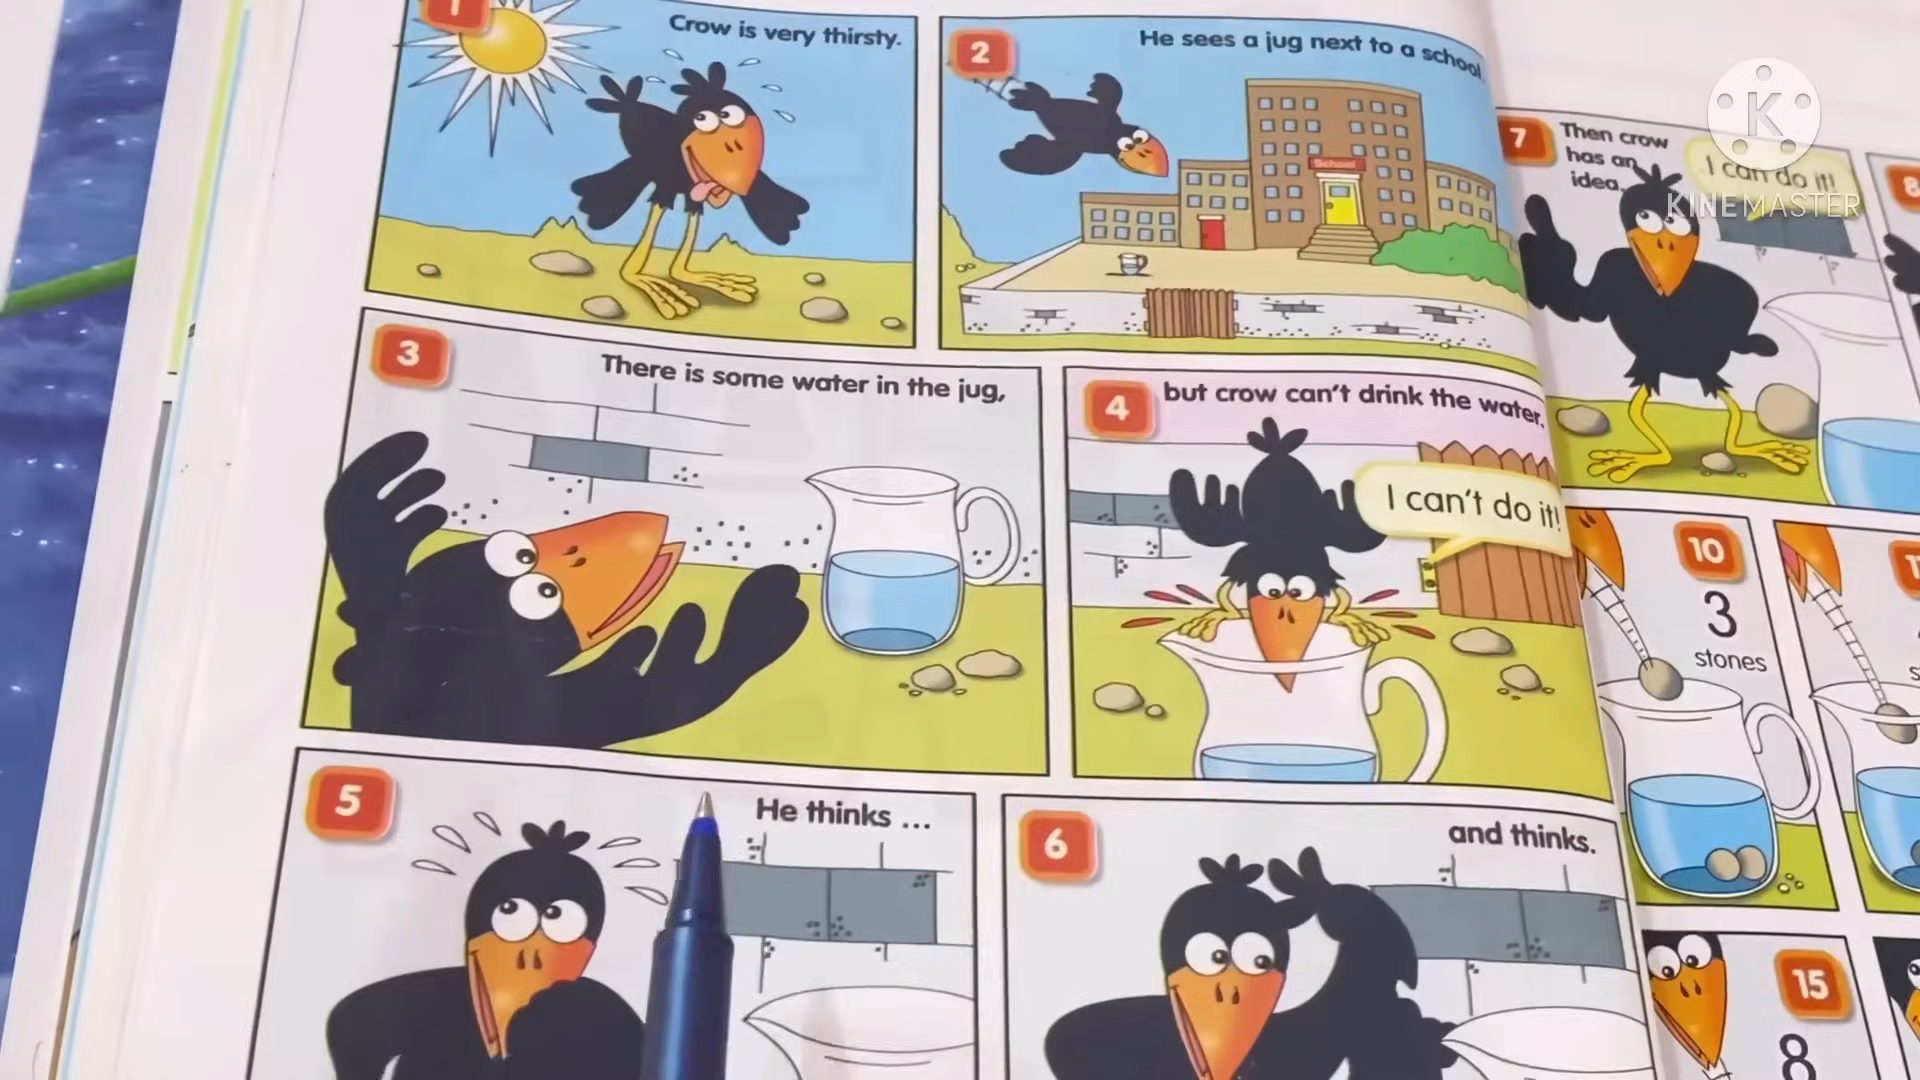 1
Crow is very thirsty.
2
He sees a jug next to a school.
School
3
There is some water in the jug,
4
but crow can't drink the water.
I can't do it!
5
He thinks ...
6
and thinks.
7
Then crow
has an
idea.
I can do it!
8
10
3
stones
15
8
K
KINEMASTER